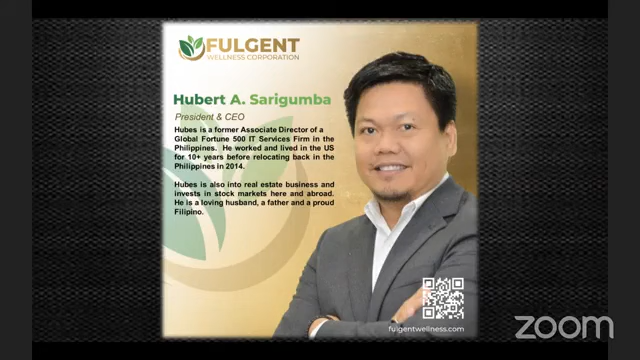 FULGENT
WELLNESS CORPORATION
Hubert A. Sarigumba
President & CEO
Hubes is a former Associate Director of a
Global Fortune 500 IT Services Firm in the
Philippines. He worked and lived in the US
for 10+ years before relocating back in the
Philippines in 2014.
Hubes is also into real estate business and
invests in stock markets here and abroad.
He is a loving husband, a father and a proud
Filipino.
fulgentwellness.com
zoom